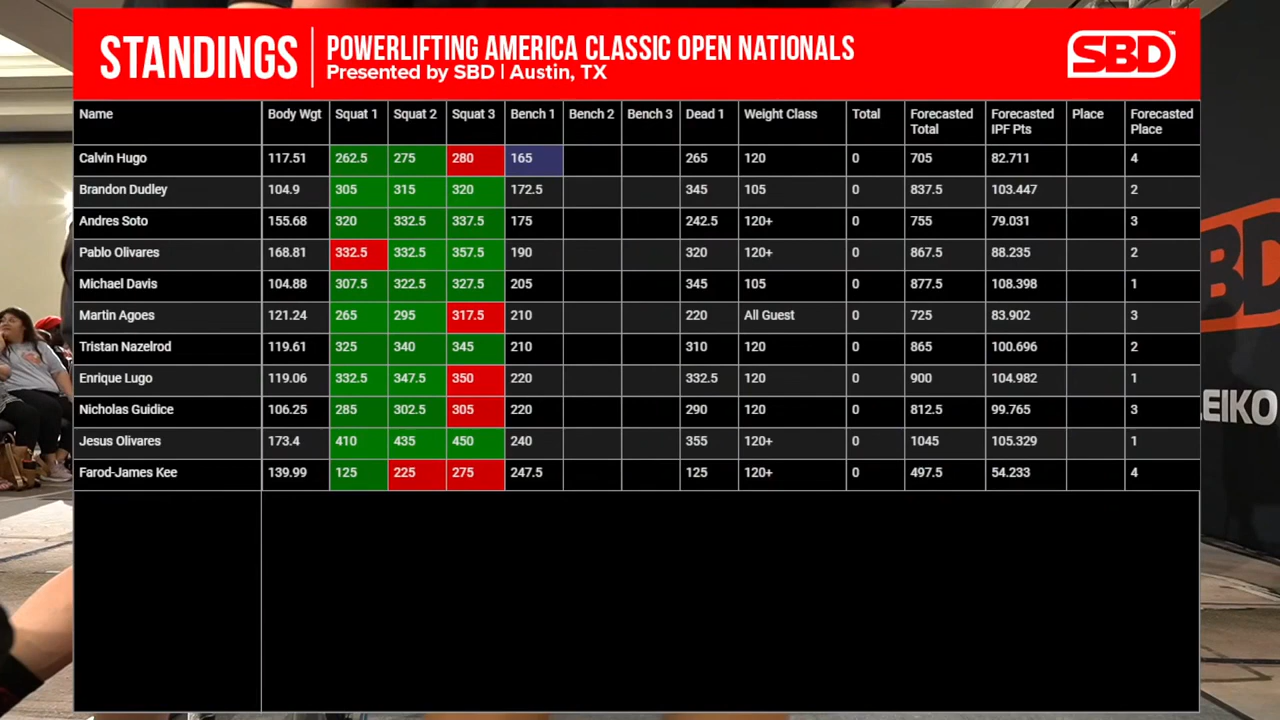 STANDINGS
POWERLIFTING AMERICA CLASSIC OPEN NATIONALS
Presented by SBD | Austin, TX
SBD™
Name Body Wgt Squat 1 Squat 2 Squat 3 Bench 1 Bench 2 Bench 3 Dead 1 Weight Class Total Forecasted Total Forecasted IPF Pts Place Forecasted Place
Calvin Hugo 117.51 262.5 275 280 165 265 120 0 705 82.711 4
Brandon Dudley 104.9 305 315 320 172.5 345 105 0 837.5 103.447 2
Andres Soto 155.68 320 332.5 337.5 175 242.5 120+ 0 755 79.031 3
Pablo Olivares 168.81 332.5 332.5 357.5 190 320 120+ 0 867.5 88.235 2
Michael Davis 104.88 307.5 322.5 327.5 205 345 105 0 877.5 108.398 1
Martin Agoes 121.24 265 295 317.5 210 220 All Guest 0 725 83.902 3
Tristan Nazelrod 119.61 325 340 345 210 310 120 0 865 100.696 2
Enrique Lugo 119.06 332.5 347.5 350 220 332.5 120 0 900 104.982 1
Nicholas Guidice 106.25 285 302.5 305 220 290 120 0 812.5 99.765 3
Jesus Olivares 173.4 410 435 450 240 355 120+ 0 1045 105.329 1
Farod-James Kee 139.99 125 225 275 247.5 125 120+ 0 497.5 54.233 4
BD
EIKO